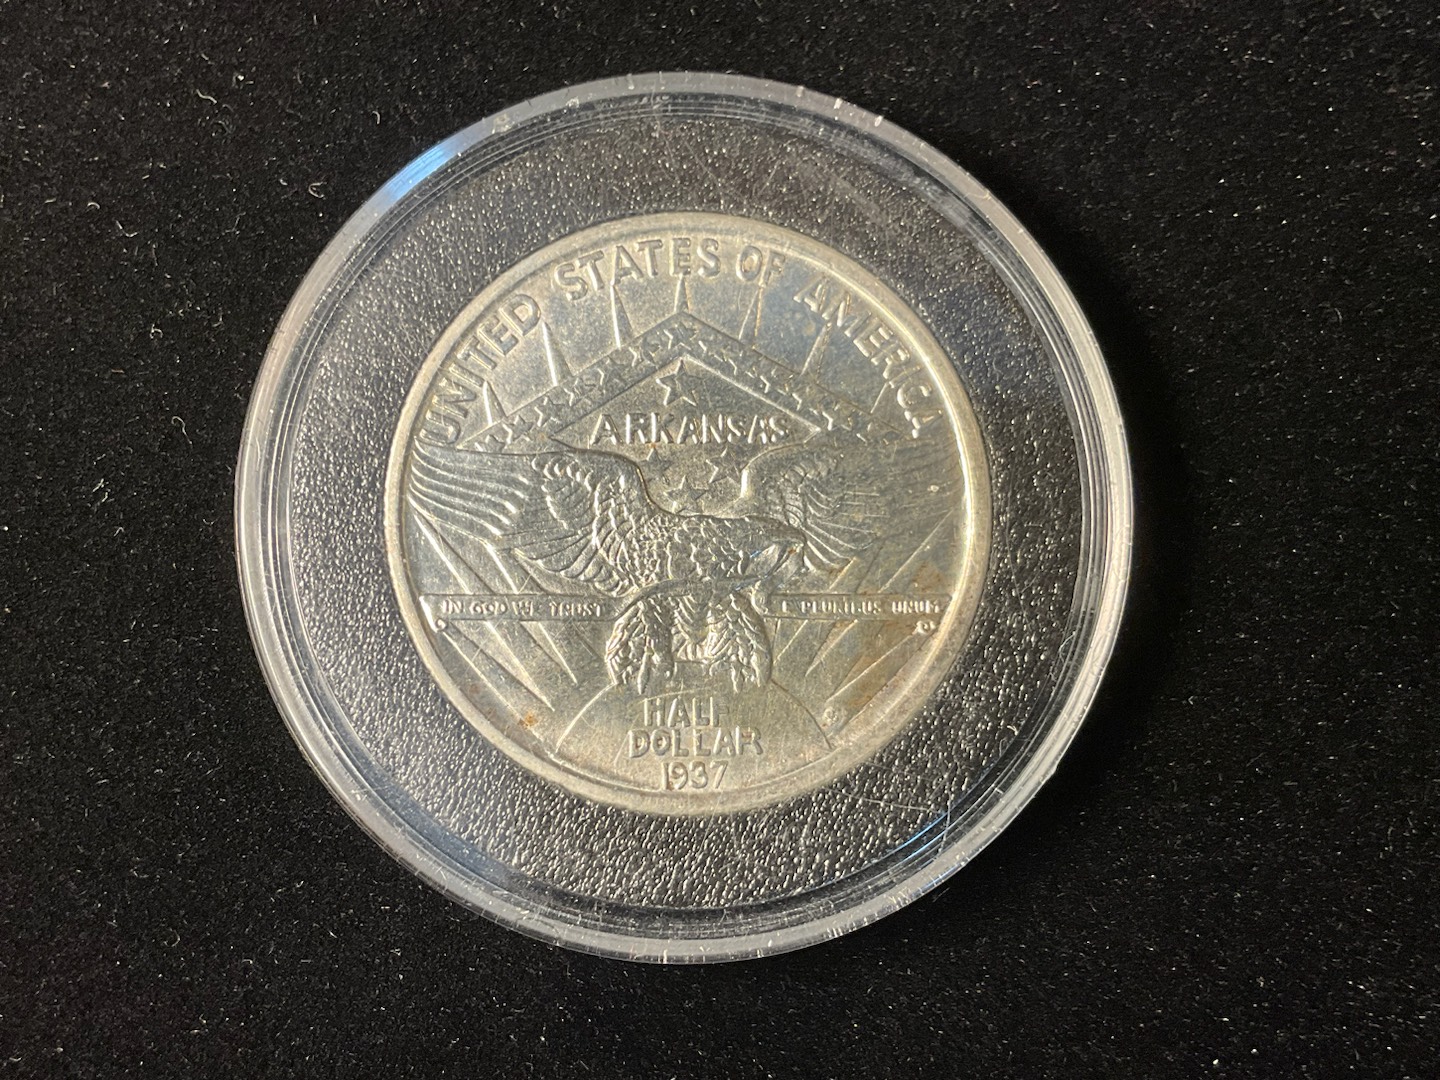 UNITED STATES OF AMERICA
ARKANSAS
IN GOD WE TRUST
E PLURIBUS UNUM
HALF
DOLLAR
1937